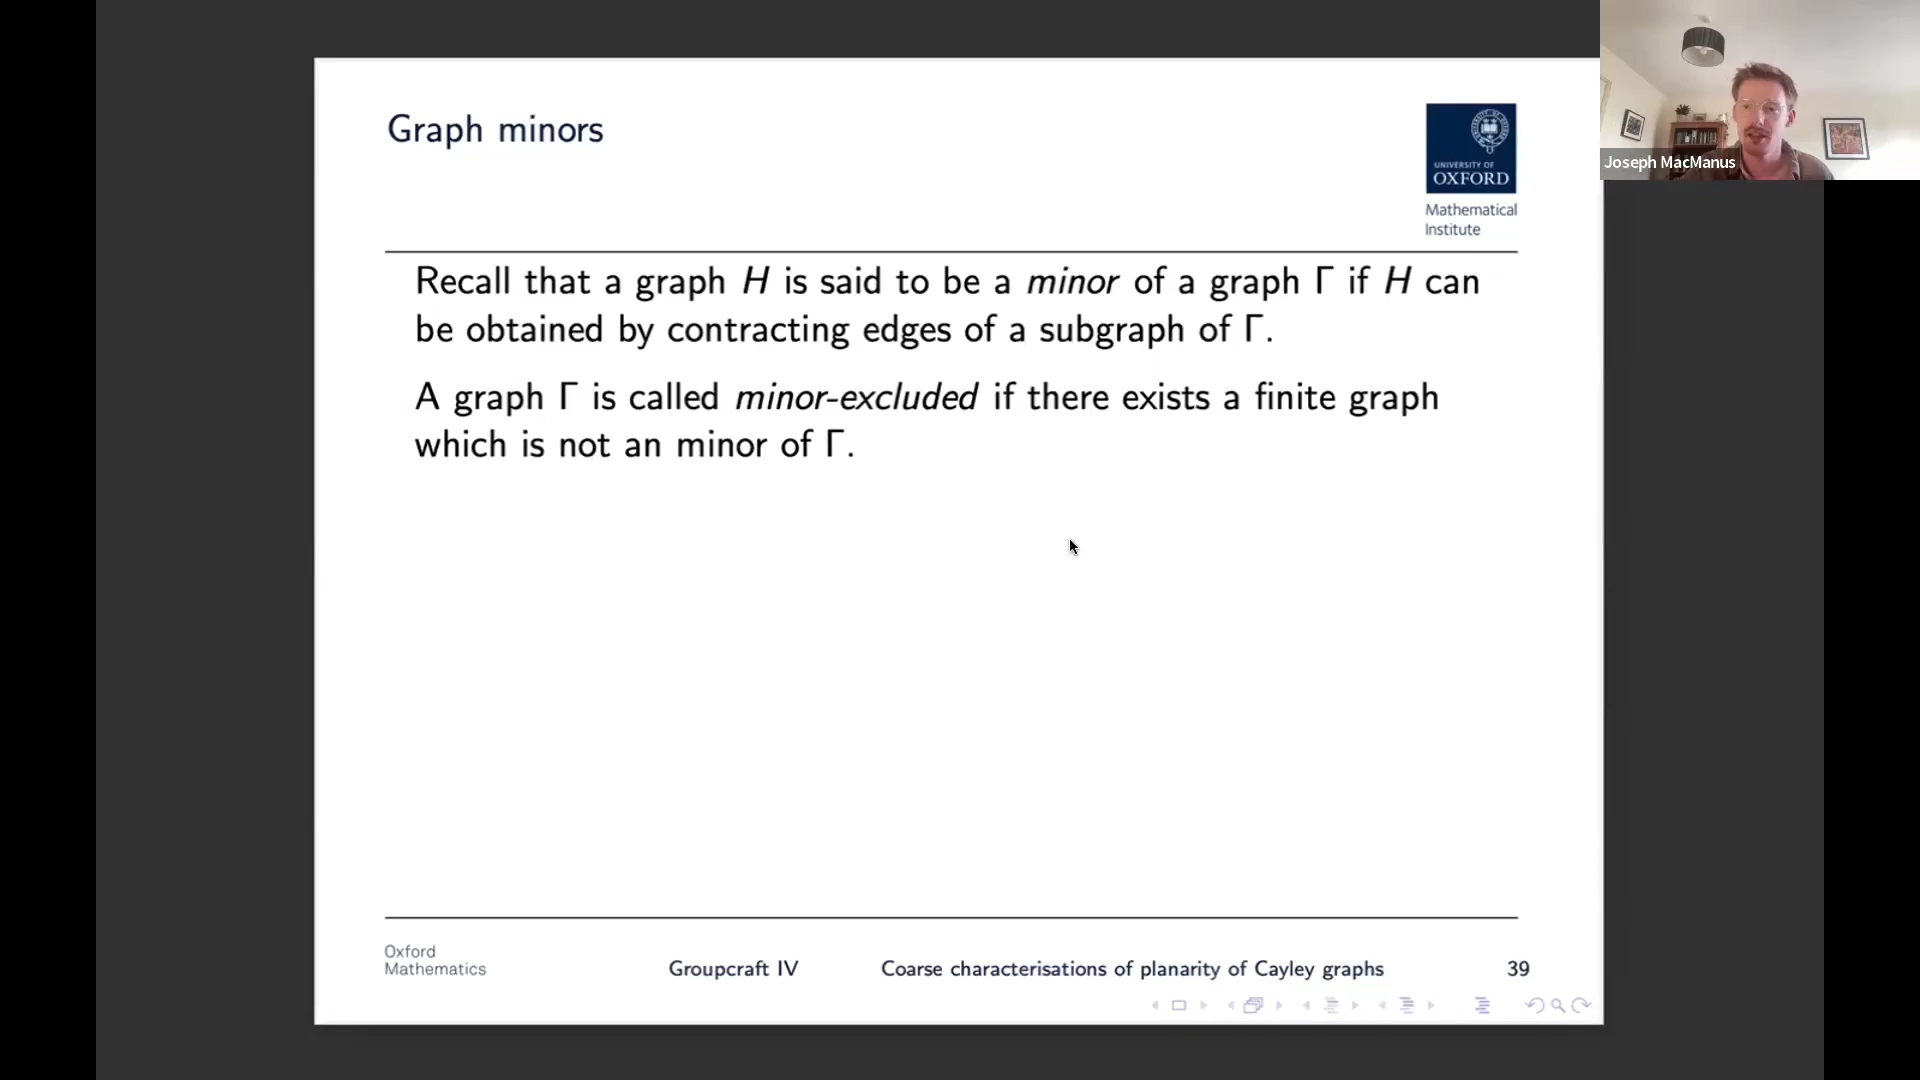 Graph minors
UNIVERSITY OF
OXFORD
Mathematical
Institute
Joseph MacManus
Recall that a graph H is said to be a minor of a graph Γ if H can
be obtained by contracting edges of a subgraph of Γ.
A graph Γ is called minor-excluded if there exists a finite graph
which is not an minor of Γ.
Oxford
Mathematics
Groupcraft IV
Coarse characterisations of planarity of Cayley graphs
39